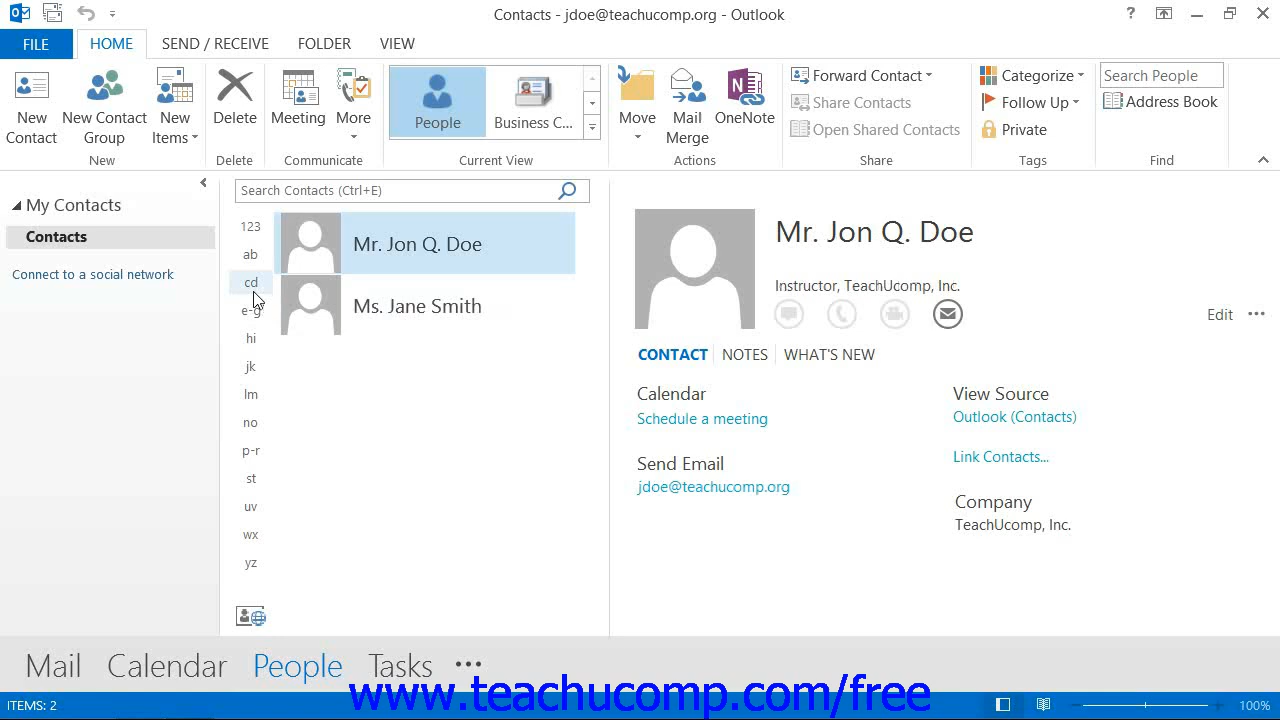 Contacts - jdoe@teachucomp.org - Outlook
?
FILE HOME SEND / RECEIVE FOLDER VIEW
New Contact
New Contact Group
New Items
New
Delete
Delete
Meeting
More
Communicate
People
Business C...
Current View
Move
Mail Merge
OneNote
Actions
Forward Contact
Share Contacts
Open Shared Contacts
Share
Categorize
Follow Up
Private
Tags
Search People
Address Book
Find
My Contacts
Contacts
Connect to a social network
Search Contacts (Ctrl+E)
123
ab
cd
e-g
hi
jk
lm
no
p-r
st
uv
wx
yz
Mr. Jon Q. Doe
Ms. Jane Smith
Mr. Jon Q. Doe
Instructor, TeachUcomp, Inc.
Edit
CONTACT NOTES WHAT'S NEW
Calendar
Schedule a meeting
Send Email
jdoe@teachucomp.org
View Source
Outlook (Contacts)
Link Contacts...
Company
TeachUcomp, Inc.
Mail Calendar People Tasks
www.teachucomp.com/free
ITEMS: 2
100%